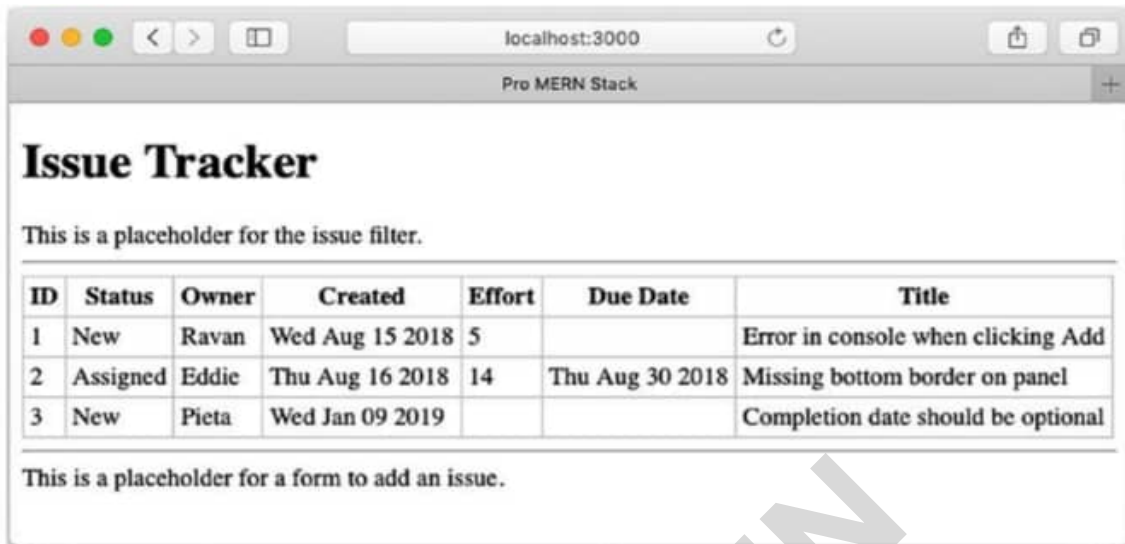 localhost:3000
Pro MERN Stack
Issue Tracker
This is a placeholder for the issue filter.
ID Status Owner Created Effort Due Date Title
1 New Ravan Wed Aug 15 2018 5 Error in console when clicking Add
2 Assigned Eddie Thu Aug 16 2018 14 Thu Aug 30 2018 Missing bottom border on panel
3 New Pieta Wed Jan 09 2019 Completion date should be optional
This is a placeholder for a form to add an issue.